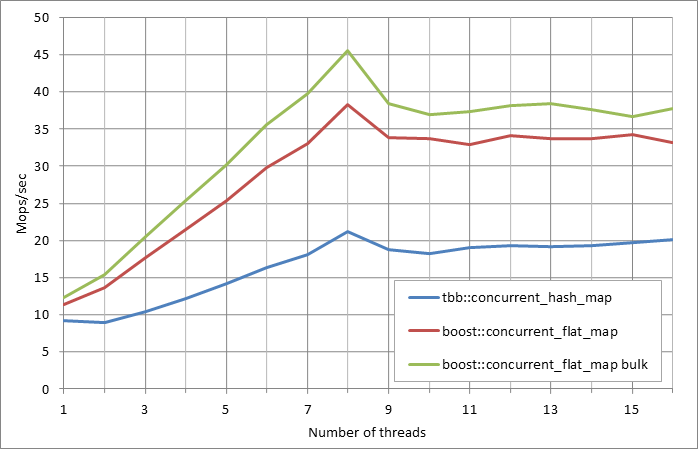 50
45
40
35
30
25
20
15
10
5
0
Mops/sec
tbb::concurrent_hash_map
boost::concurrent_flat_map
boost::concurrent_flat_map bulk
1 3 5 7 9 11 13 15
Number of threads